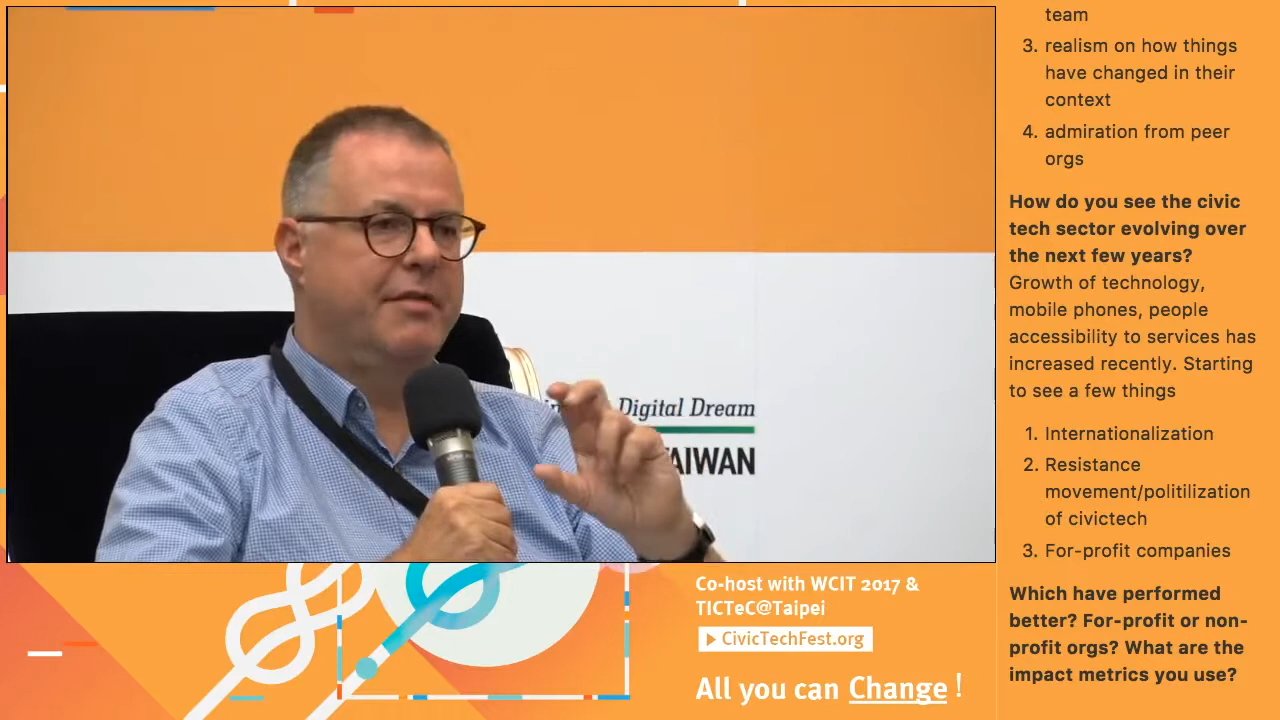 in
Digital Dream
TAIWAN
Co-host with WCIT 2017 &
TICTeC@Taipei
CivicTechFest.org
All you can Change !
team
3. realism on how things
have changed in their
context
4. admiration from peer
orgs
How do you see the civic
tech sector evolving over
the next few years?
Growth of technology,
mobile phones, people
accessibility to services has
increased recently. Starting
to see a few things
1. Internationalization
2. Resistance
movement/politilization
of civictech
3. For-profit companies
Which have performed
better? For-profit or non-
profit orgs? What are the
impact metrics you use?